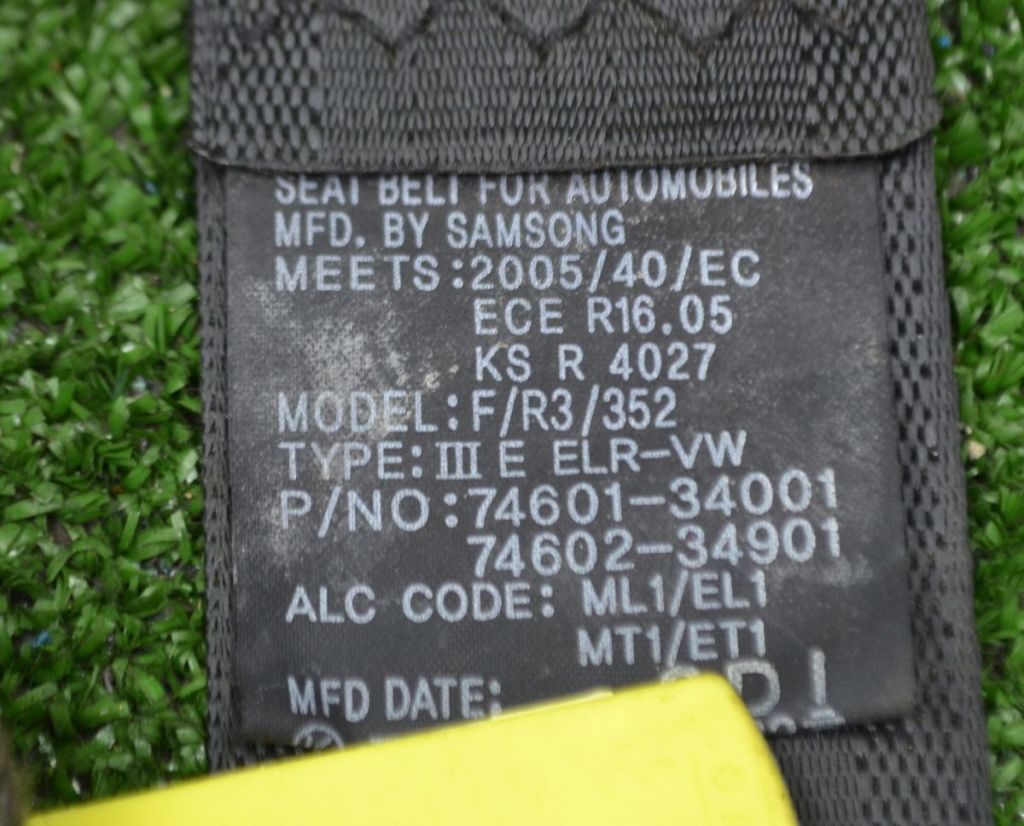 SEAT BELT FOR AUTOMOBILES
MFD. BY SAMSONG
MEETS:2005/40/EC
ECE R16.05
KS R 4027
MODEL:F/R3/352
TYPE:III E ELR-VW
P/NO:74601-34001
74602-34901
ALC CODE: ML1/EL1
MT1/ET1
MFD DATE: